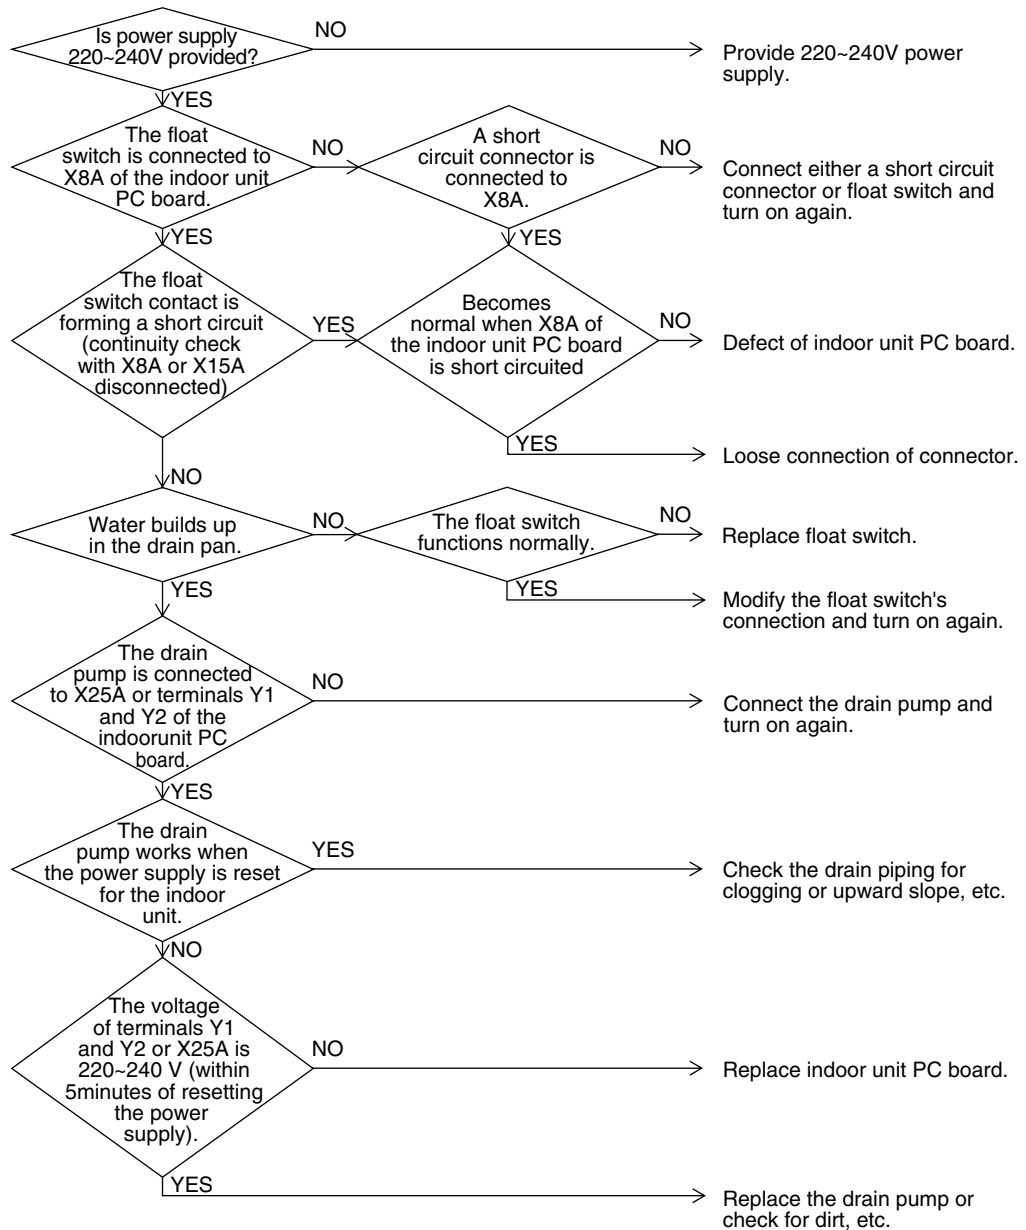 Is power supply
220~240V provided?
NO
Provide 220~240V power
supply.
YES
The float
switch is connected to
X8A of the indoor unit
PC board.
NO
A short
circuit connector is
connected to
X8A.
NO
Connect either a short circuit
connector or float switch and
turn on again.
YES
YES
The float
switch contact is
forming a short circuit
(continuity check
with X8A or X15A
disconnected)
YES
Becomes
normal when X8A of
the indoor unit PC board
is short circuited
NO
Defect of indoor unit PC board.
YES
Loose connection of connector.
NO
Water builds up
in the drain pan.
NO
The float switch
functions normally.
NO
Replace float switch.
YES
YES
Modify the float switch's
connection and turn on again.
The drain
pump is connected
to X25A or terminals Y1
and Y2 of the
indoorunit PC
board.
NO
Connect the drain pump and
turn on again.
YES
The drain
pump works when
the power supply is reset
for the indoor
unit.
YES
Check the drain piping for
clogging or upward slope, etc.
NO
The voltage
of terminals Y1
and Y2 or X25A is
220~240 V (within
5minutes of resetting
the power
supply).
NO
Replace indoor unit PC board.
YES
Replace the drain pump or
check for dirt, etc.